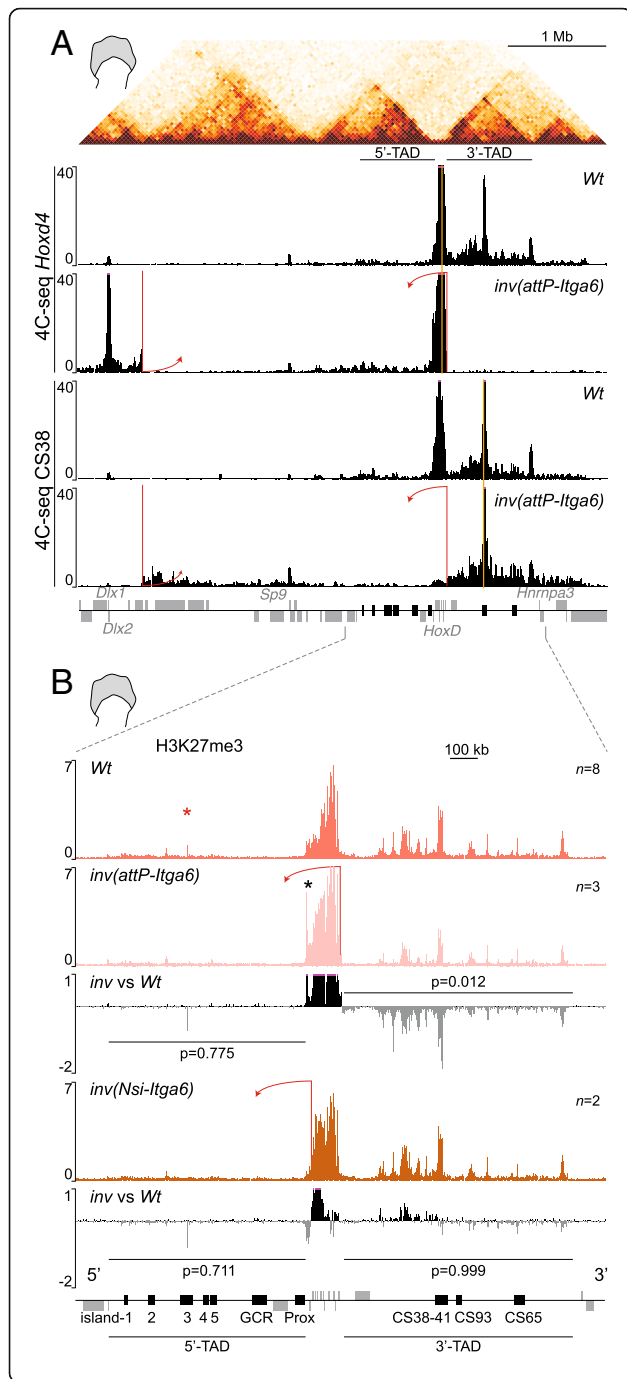 A
1 Mb
5'-TAD 3'-TAD
4C-seq Hoxd4
40
0
Wt
40
0
inv(attP-Itga6)
4C-seq CS38
40
0
Wt
40
0
inv(attP-Itga6)
Dlx1 Sp9 Hnrnpa3
Dlx2 HoxD
B
H3K27me3
100 kb
7
0
Wt
n=8
*
7
0
inv(attP-Itga6)
*
n=3
1
-2
inv vs Wt
p=0.012
p=0.775
7
0
inv(Nsi-Itga6)
n=2
1
-2
inv vs Wt
p=0.711 p=0.999
5' 3'
island-1 2 3 4 5 GCR Prox CS38-41 CS93 CS65
5'-TAD 3'-TAD